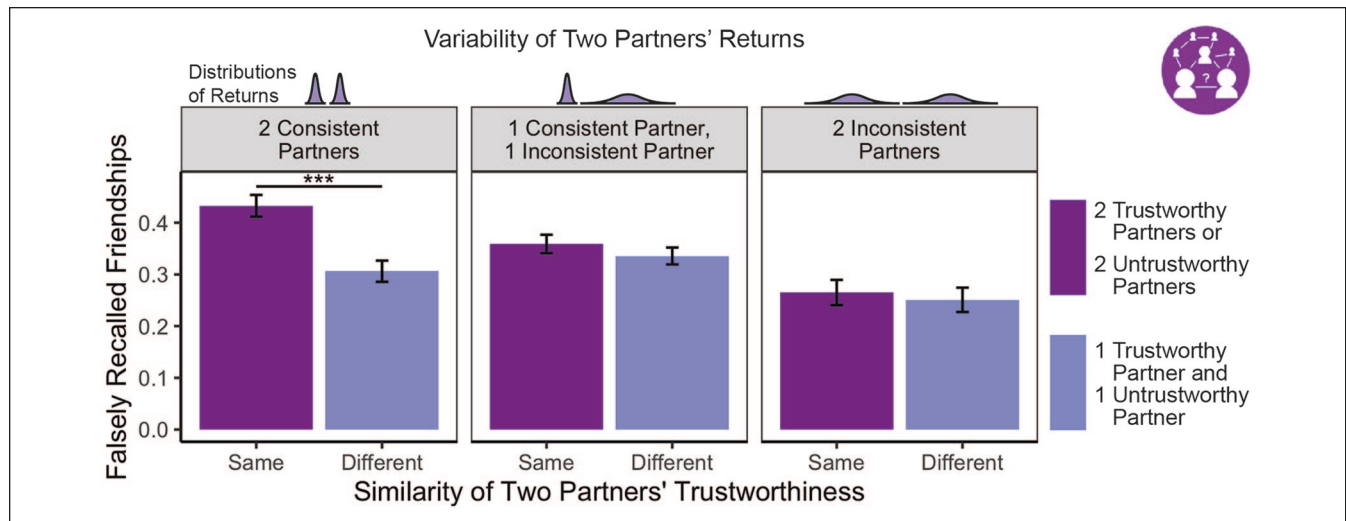 Variability of Two Partners' Returns
Distributions
of Returns
?
2 Consistent
Partners
1 Consistent Partner,
1 Inconsistent Partner
2 Inconsistent
Partners
Falsely Recalled Friendships
***
0.4
0.3
0.2
0.1
0.0
2 Trustworthy
Partners or
2 Untrustworthy
Partners
1 Trustworthy
Partner and
1 Untrustworthy
Partner
Same
Different
Same
Different
Same
Different
Similarity of Two Partners' Trustworthiness